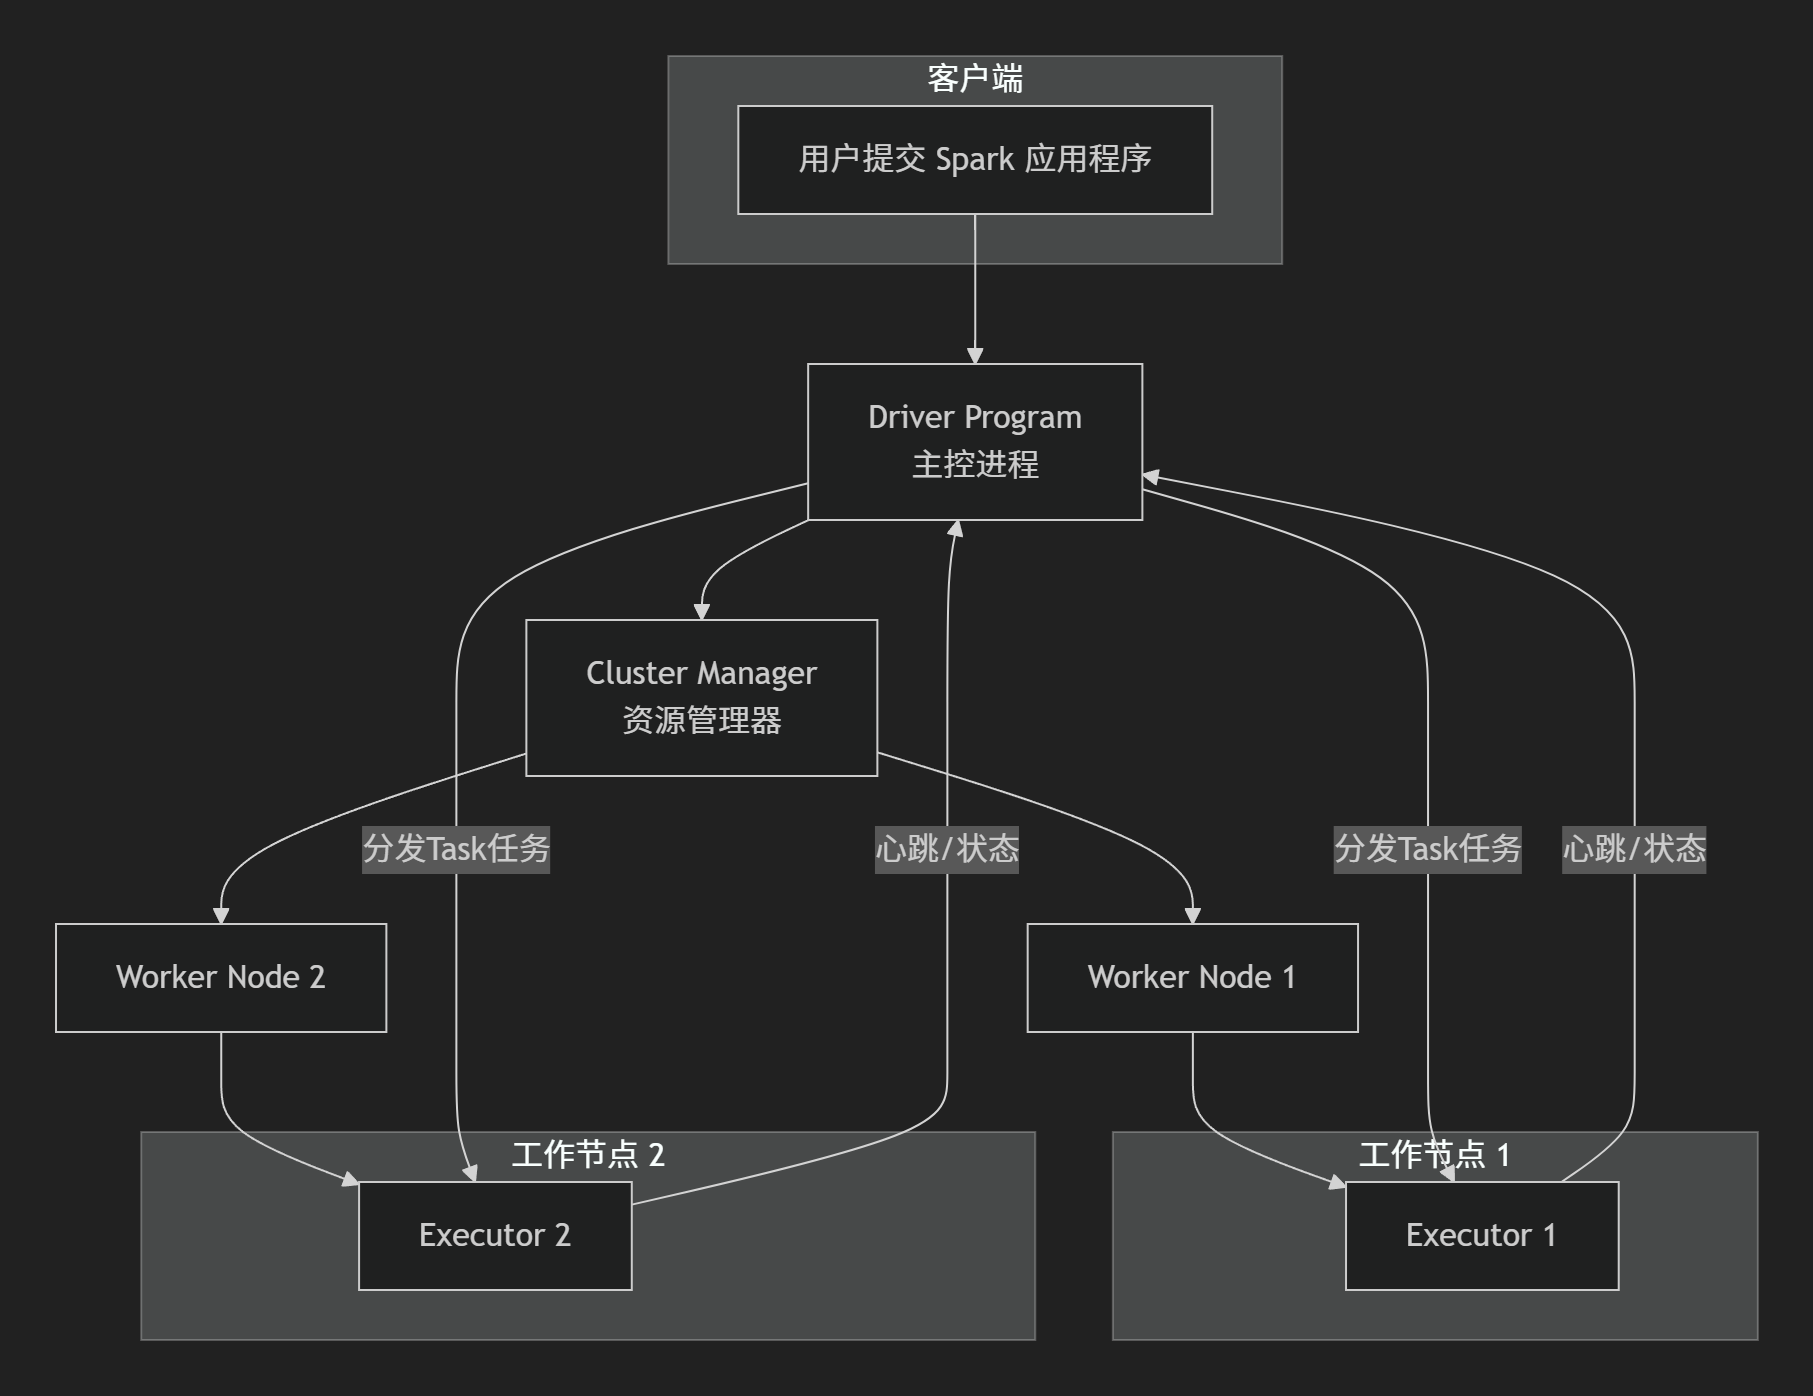 客户端
用户提交 Spark 应用程序
Driver Program
主控进程
Cluster Manager
资源管理器
分发Task任务
心跳/状态
分发Task任务
心跳/状态
Worker Node 2
Worker Node 1
工作节点 2
工作节点 1
Executor 2
Executor 1